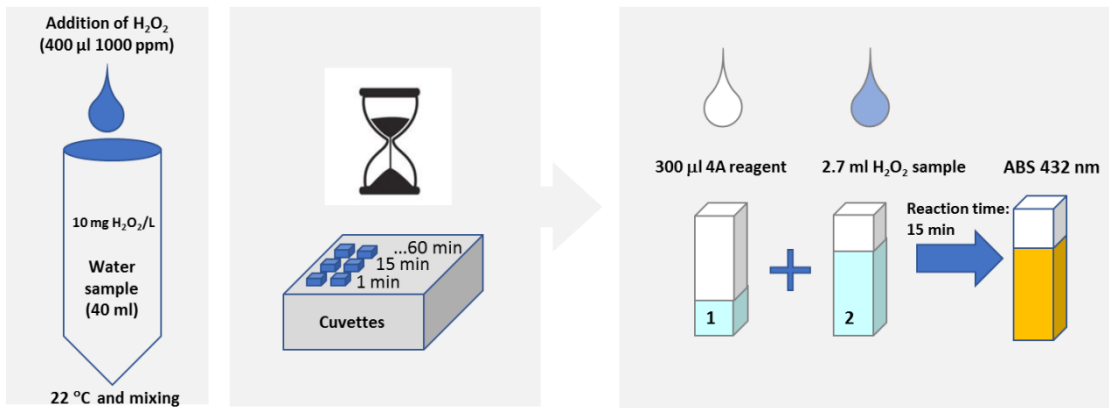 Addition of H₂O₂
(400 µl 1000 ppm)
10 mg H₂O₂/L
Water
sample
(40 ml)
22 °C and mixing
...60 min
15 min
1 min
Cuvettes
300 µl 4A reagent
2.7 ml H₂O₂ sample
ABS 432 nm
Reaction time:
15 min
1
2